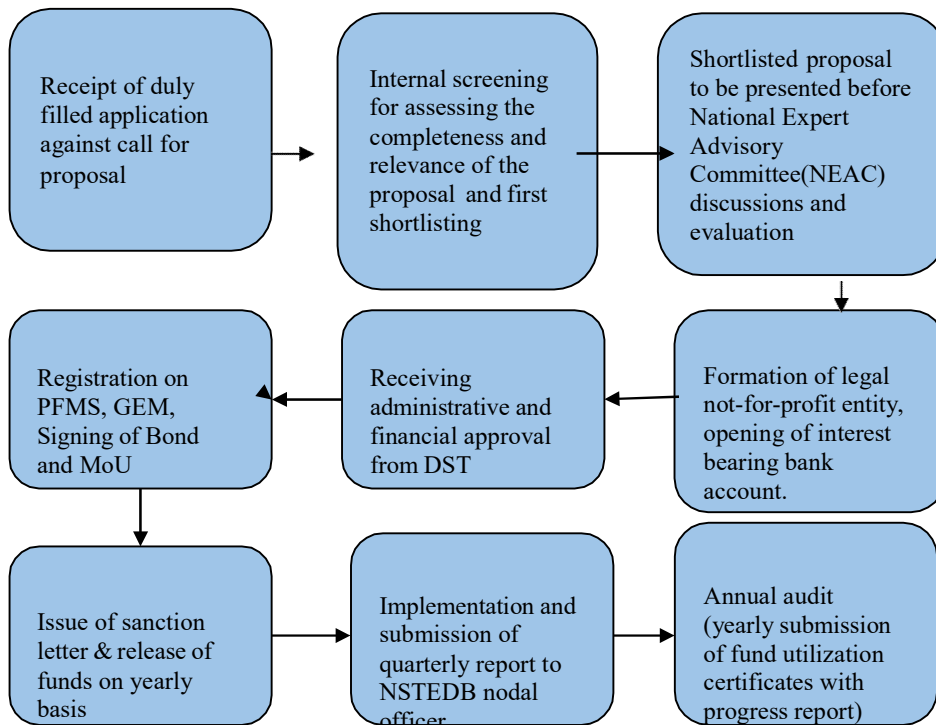 Receipt of duly
filled application
against call for
proposal
Internal screening
for assessing the
completeness and
relevance of the
proposal and first
shortlisting
Shortlisted proposal
to be presented before
National Expert
Advisory
Committee(NEAC)
discussions and
evaluation
Formation of legal
not-for-profit entity,
opening of interest
bearing bank
account.
Receiving
administrative and
financial approval
from DST
Registration on
PFMS, GEM,
Signing of Bond
and MoU
Issue of sanction
letter & release of
funds on yearly
basis
Implementation and
submission of
quarterly report to
NSTEDB nodal
officer
Annual audit
(yearly submission
of fund utilization
certificates with
progress report)